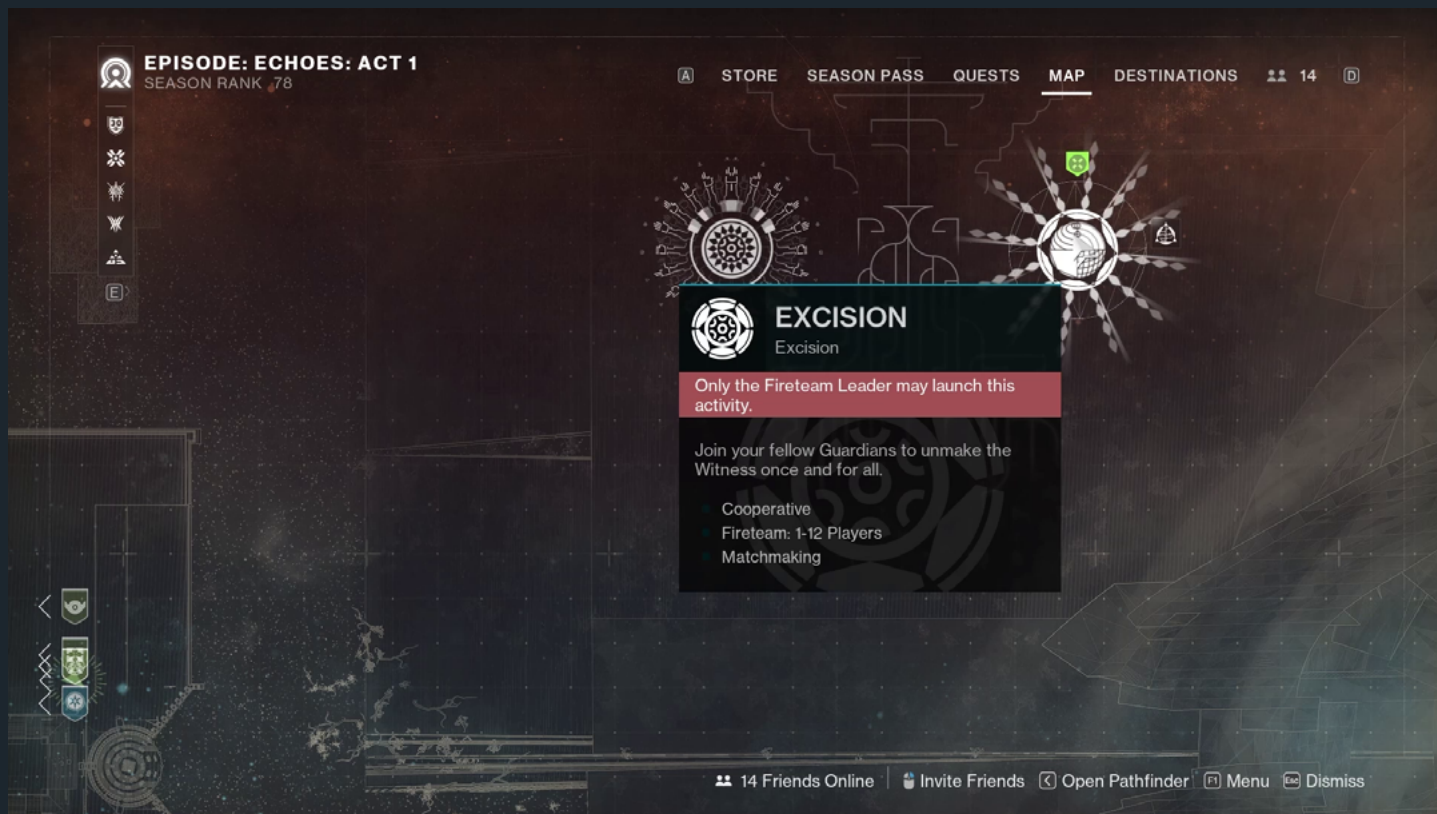 EPISODE: ECHOES: ACT 1
SEASON RANK 78
A STORE SEASON PASS QUESTS MAP DESTINATIONS 14 D
30
E
EXCISION
Excision
Only the Fireteam Leader may launch this
activity.
Join your fellow Guardians to unmake the
Witness once and for all.
Cooperative
Fireteam: 1-12 Players
Matchmaking
14 Friends Online Invite Friends Open Pathfinder F1 Menu Esc Dismiss